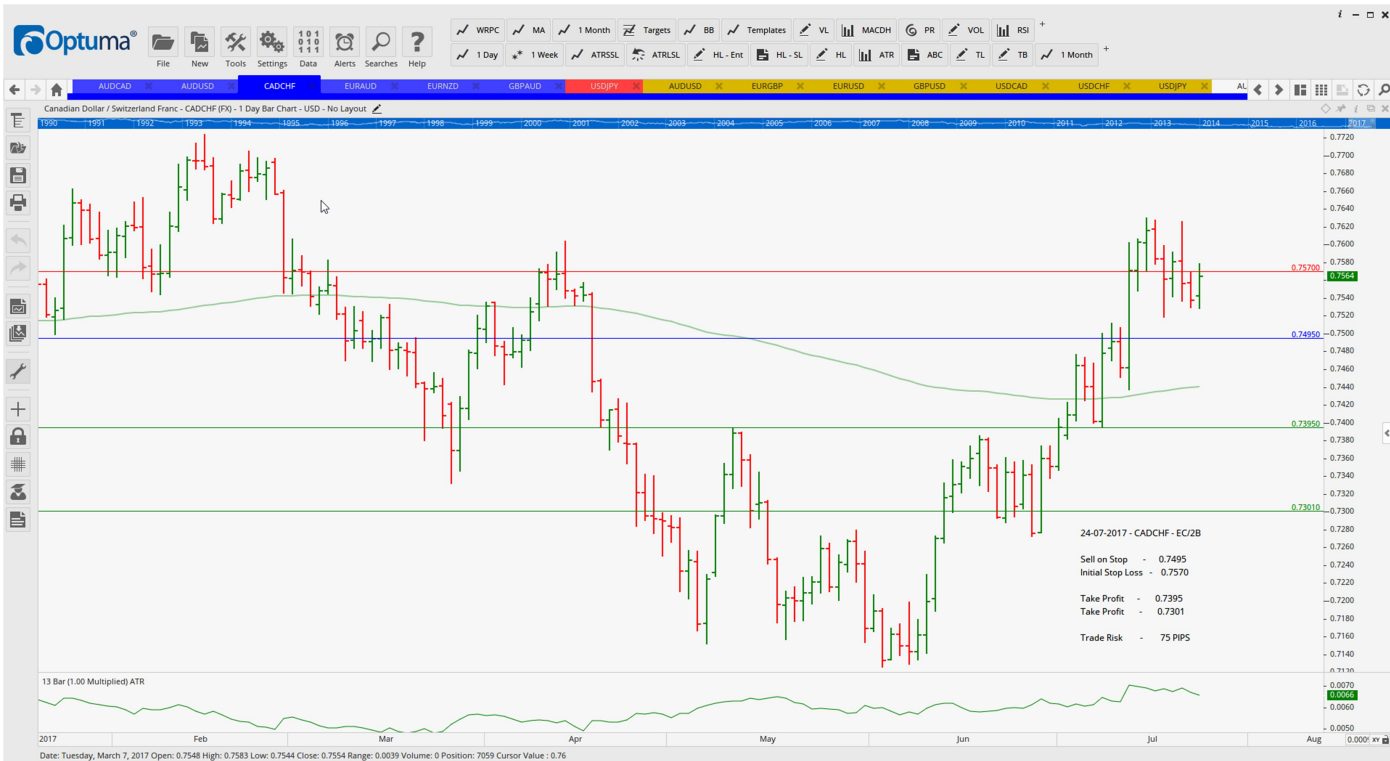 Optuma®
File New Tools Settings Data Alerts Searches Help
WRPC MA 1 Month Targets BB Templates VL MACDH PR VOL RSI +
1 Day 1 Week ATRSSL ATRLSL HL - Ent HL - SL HL ATR ABC TL TB 1 Month +
AUDCAD AUDUSD CADCHF EURAUD EURNZD GBPAUD USDJPY AUDUSD EURGBP EURUSD GBPUSD USDCAD USDCHF USDJPY
Canadian Dollar / Switzerland Franc - CADCHF (FX) - 1 Day Bar Chart - USD - No Layout
1990 1991 1992 1993 1994 1995 1996 1997 1998 1999 2000 2001 2002 2003 2004 2005 2006 2007 2008 2009 2010 2011 2012 2013 2014 2015 2016 2017
0.7720
0.7700
0.7680
0.7660
0.7640
0.7620
0.7600
0.7580
0.75700
0.7564
0.7540
0.7520
0.7500
0.74950
0.7480
0.7460
0.7440
0.7420
0.7400
0.73950
0.7380
0.7360
0.7340
0.7320
0.7300
0.73010
0.7280
0.7260
0.7240
0.7220
0.7200
0.7180
0.7160
0.7140
0.7120
24-07-2017 - CADCHF - EC/2B
Sell on Stop - 0.7495
Initial Stop Loss - 0.7570
Take Profit - 0.7395
Take Profit - 0.7301
Trade Risk - 75 PIPS
13 Bar (1.00 Multiplied) ATR
0.0070
0.0066
0.0060
0.0050
2017 Feb Mar Apr May Jun Jul Aug
XY
Date: Tuesday, March 7, 2017 Open: 0.7548 High: 0.7583 Low: 0.7544 Close: 0.7554 Range: 0.0039 Volume: 0 Position: 7059 Cursor Value : 0.76